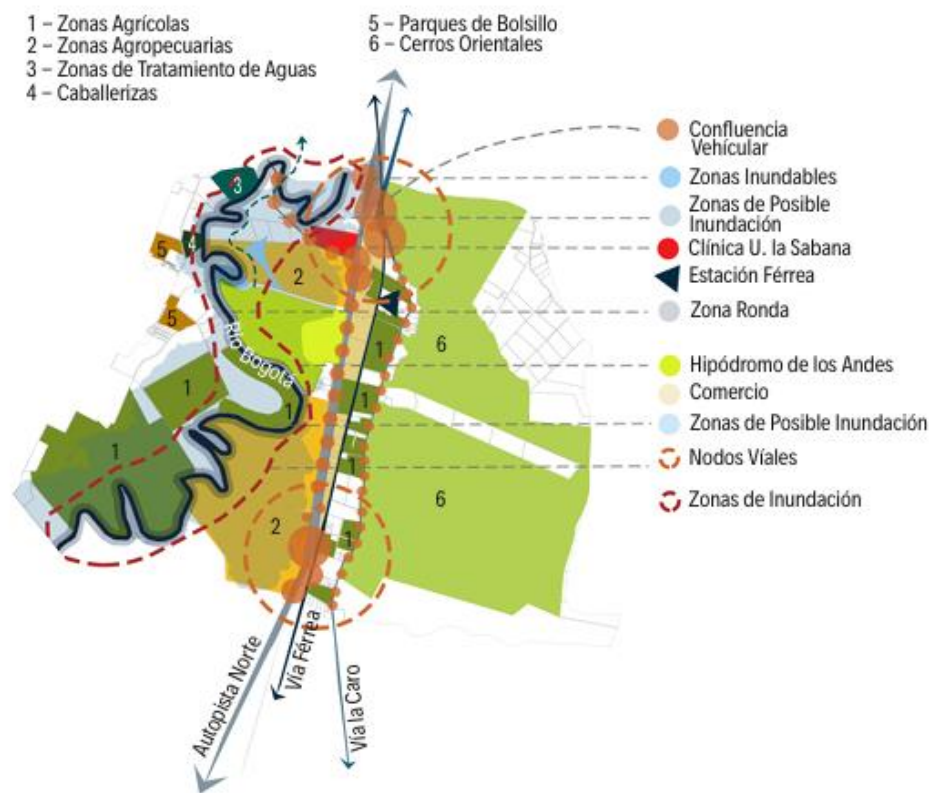 1 – Zonas Agrícolas
2 – Zonas Agropecuarias
3 – Zonas de Tratamiento de Aguas
4 – Caballerizas
5 – Parques de Bolsillo
6 – Cerros Orientales
Confluencia
Vehícular
Zonas Inundables
Zonas de Posible
Inundación
Clínica U. la Sabana
Estación Férrea
Zona Ronda
Hipódromo de los Andes
Comercio
Zonas de Posible Inundación
Nodos Víales
Zonas de Inundación
3
4
5
2
5
Río Bogotá
1
6
1
1
1
1
1
6
2
1
Autopista Norte
Vía Férrea
Vía la Caro